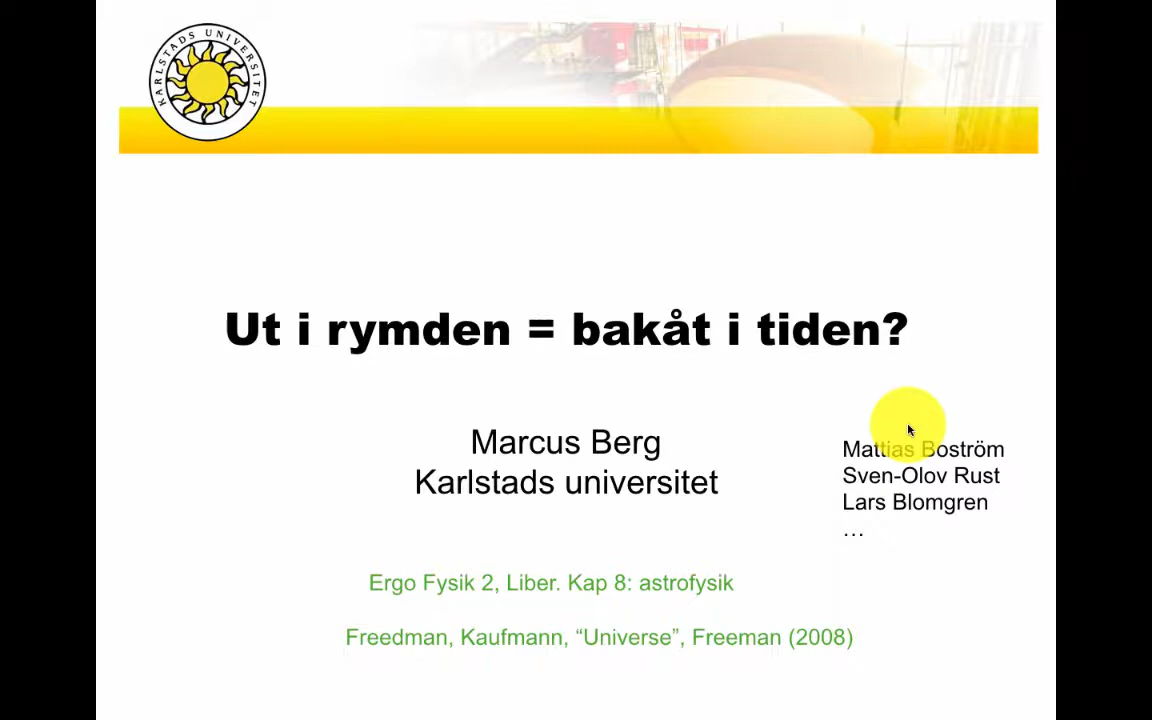 KARLSTADS UNIVERSITET
Ut i rymden = bakåt i tiden?
Marcus Berg
Karlstads universitet
Mattias Boström
Sven-Olov Rust
Lars Blomgren
…
Ergo Fysik 2, Liber. Kap 8: astrofysik
Freedman, Kaufmann, “Universe”, Freeman (2008)